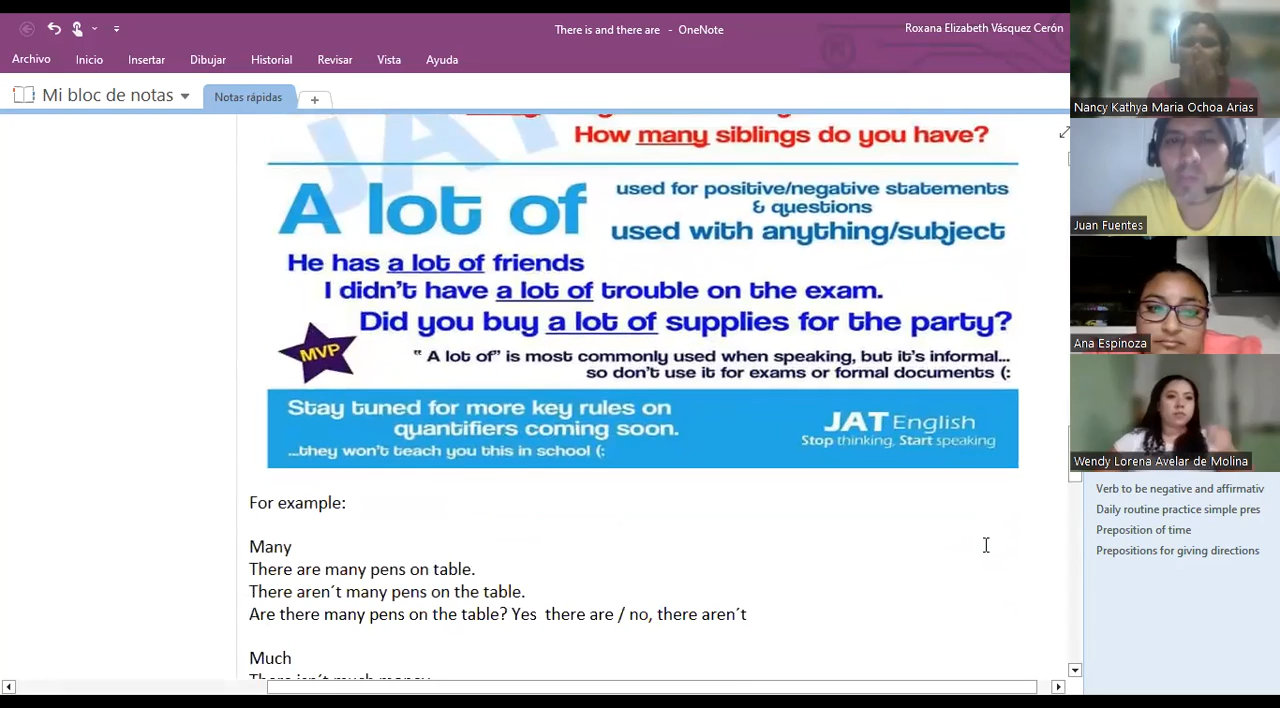 There is and there are - OneNote
Roxana Elizabeth Vásquez Cerón
Archivo Inicio Insertar Dibujar Historial Revisar Vista Ayuda
Mi bloc de notas
Notas rápidas
JAT
How many siblings do you have?
A lot of
used for positive/negative statements
& questions
used with anything/subject
He has a lot of friends
I didn't have a lot of trouble on the exam.
Did you buy a lot of supplies for the party?
MVP
" A lot of" is most commonly used when speaking, but it's informal...
so don't use it for exams or formal documents (:
Stay tuned for more key rules on
quantifiers coming soon.
...they won't teach you this in school (:
JAT English
Stop thinking, Start speaking
For example:
Many
There are many pens on table.
There aren´t many pens on the table.
Are there many pens on the table? Yes  there are / no, there aren´t
Much
There isn´t much money
Nancy Kathya Maria Ochoa Arias
Juan Fuentes
Ana Espinoza
Wendy Lorena Avelar de Molina
Verb to be negative and affirmativ
Daily routine practice simple pres
Preposition of time
Prepositions for giving directions